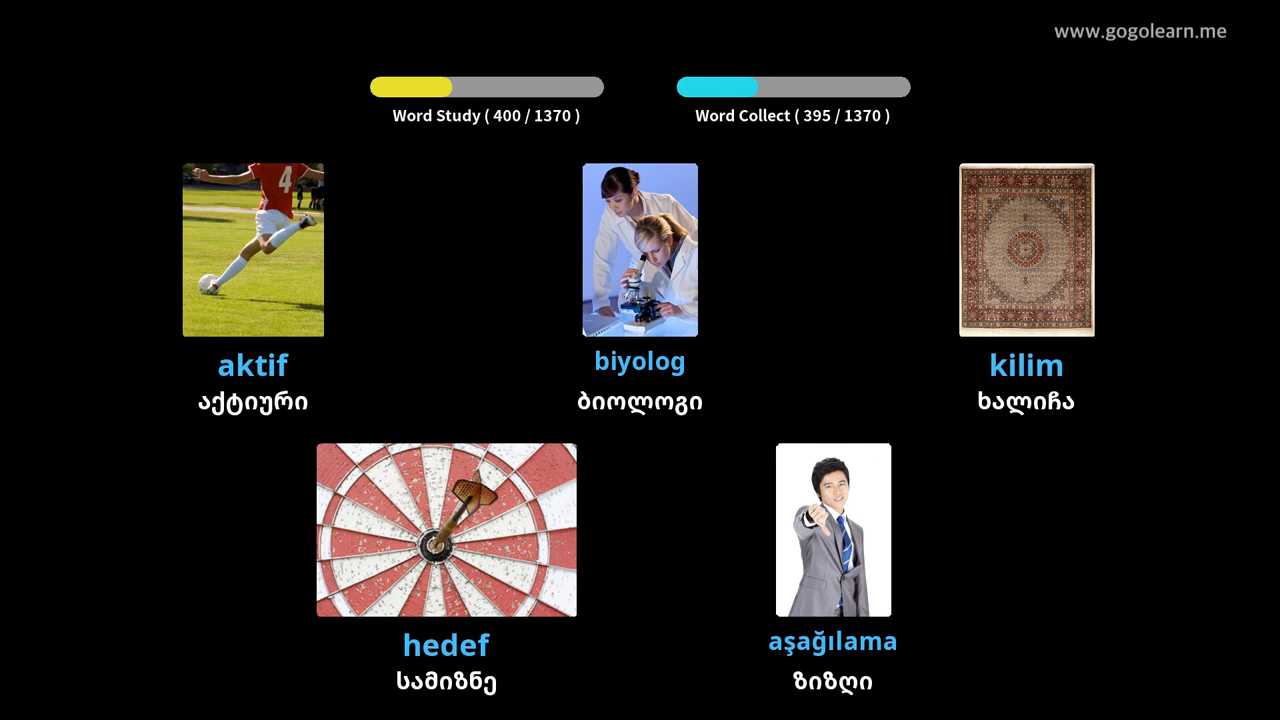 www.gogolearn.me
Word Study ( 400 / 1370 )
Word Collect ( 395 / 1370 )
4
aktif
biyolog
kilim
აქტიური
ბიოლოგი
ხალიჩა
hedef
aşağılama
სამიზნე
ზიზღი